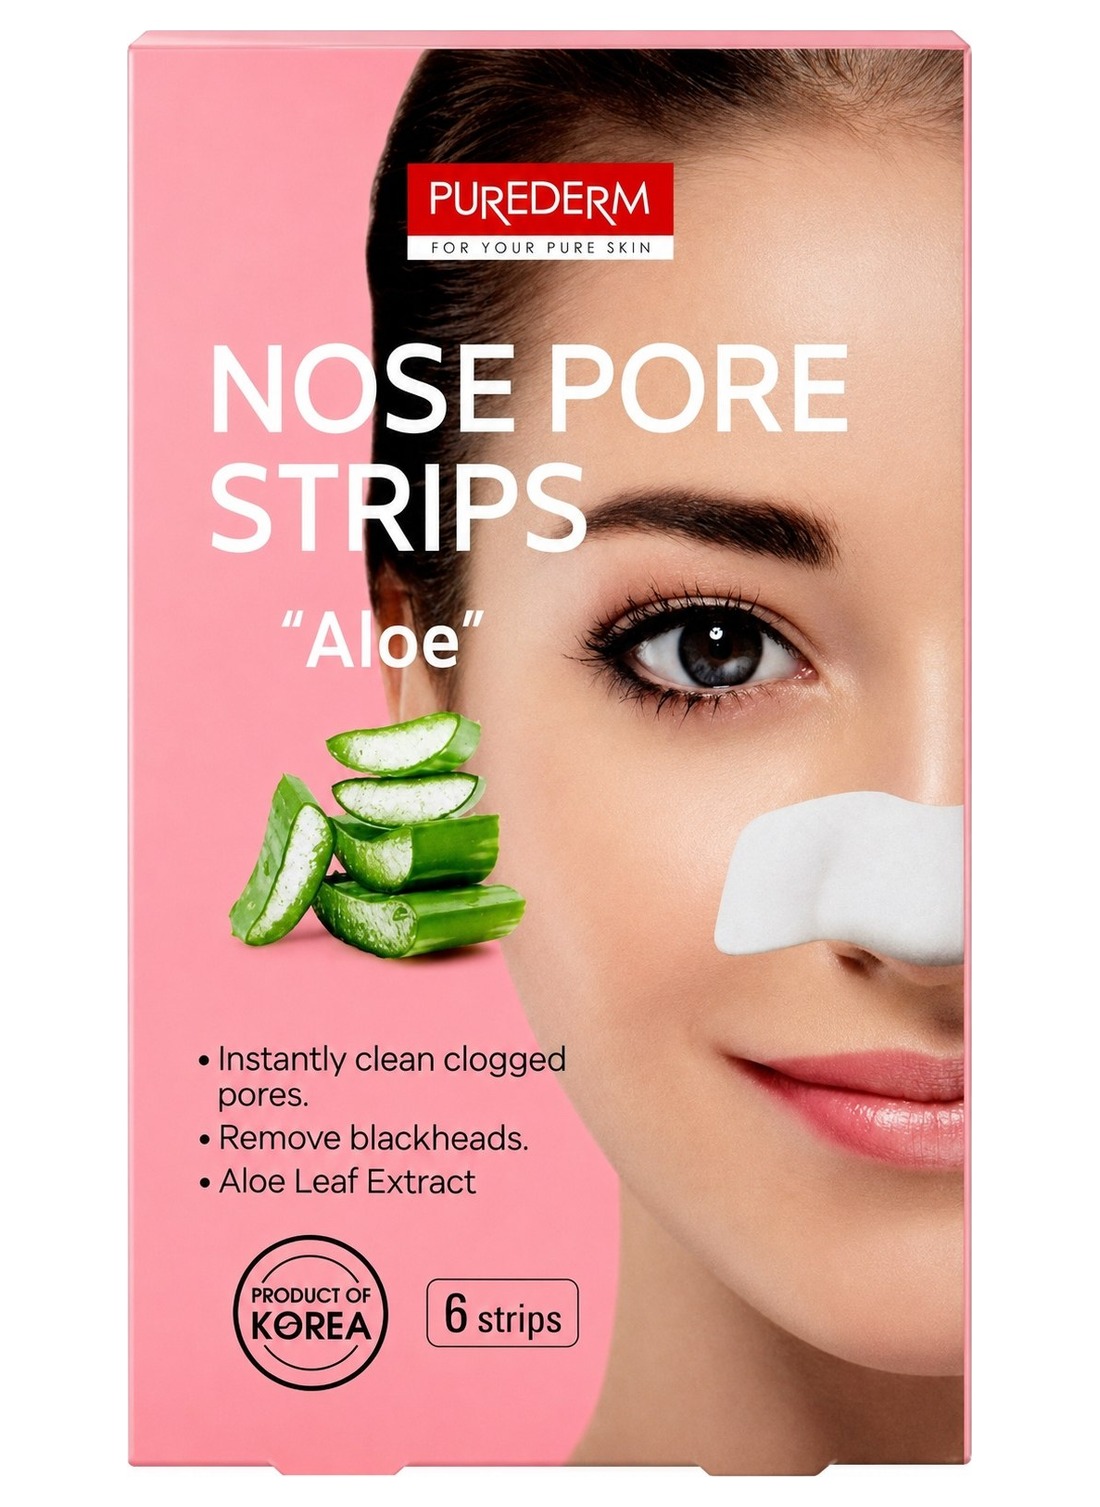 PUREDERM
FOR YOUR PURE SKIN
NOSE PORE
STRIPS
“Aloe”
• Instantly clean clogged
pores.
• Remove blackheads.
• Aloe Leaf Extract
PRODUCT OF
KOREA
6 strips